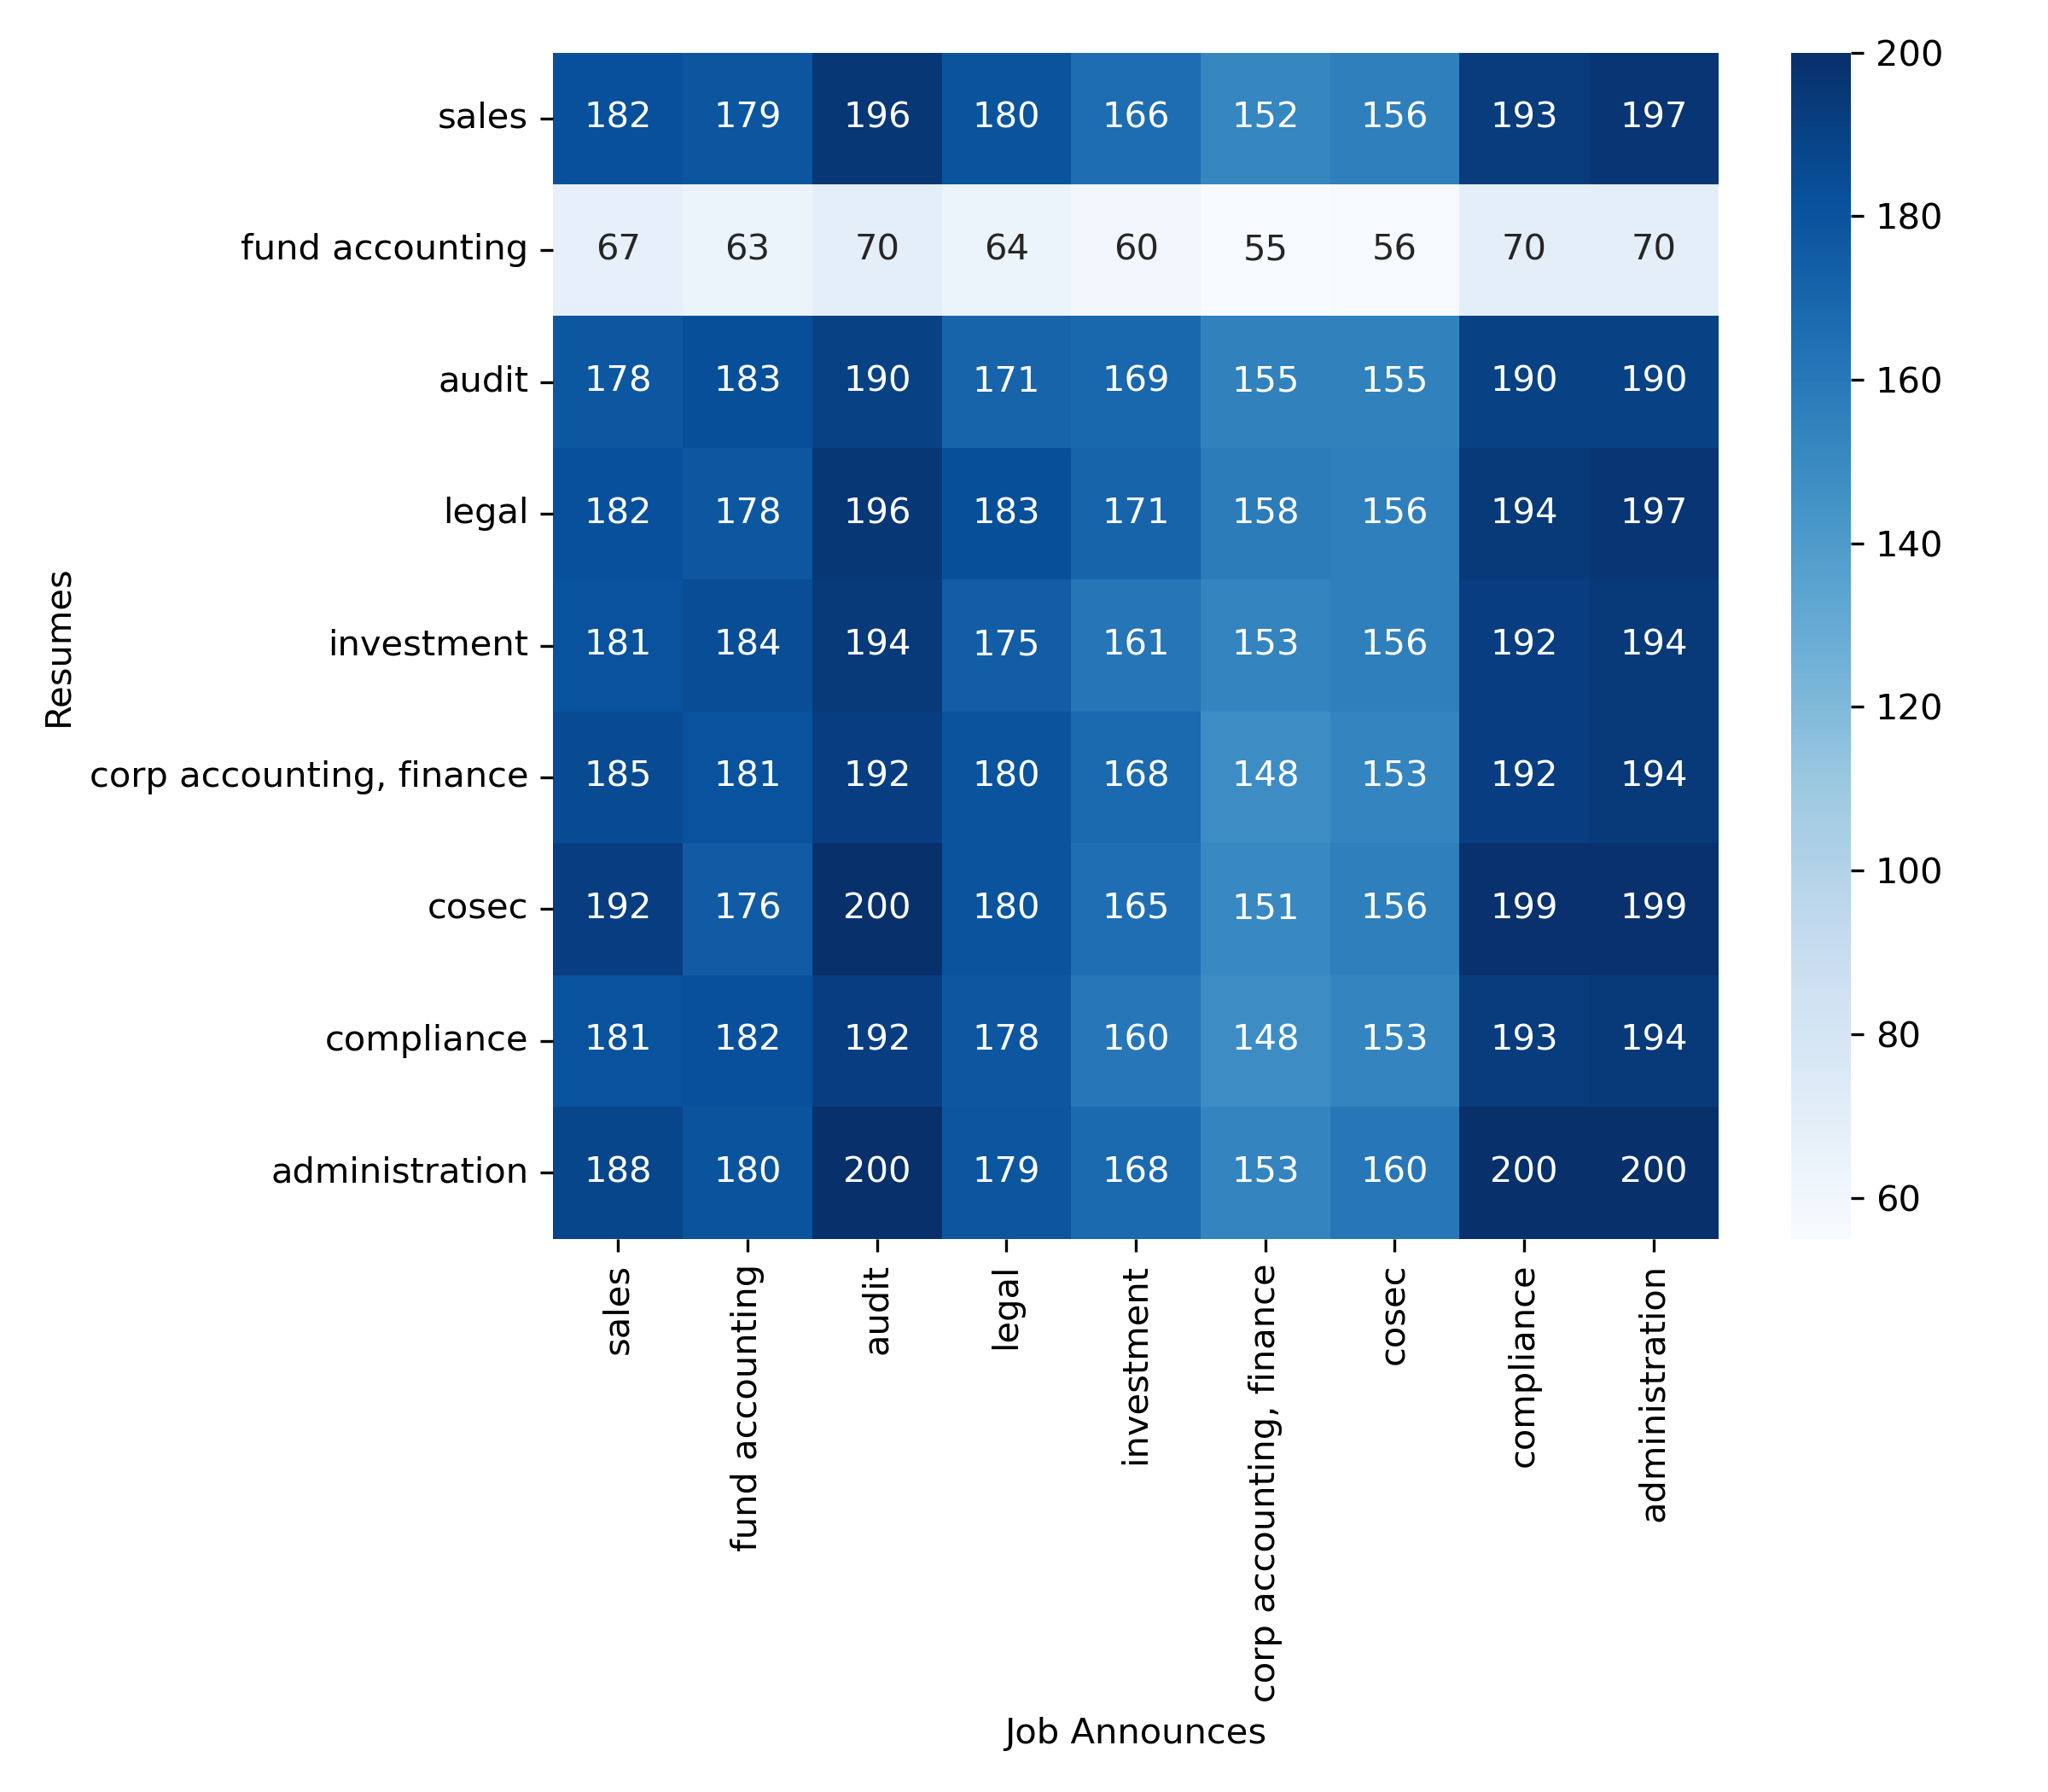 sales 182 179 196 180 166 152 156 193 197
fund accounting 67 63 70 64 60 55 56 70 70
audit 178 183 190 171 169 155 155 190 190
legal 182 178 196 183 171 158 156 194 197
investment 181 184 194 175 161 153 156 192 194
corp accounting, finance 185 181 192 180 168 148 153 192 194
cosec 192 176 200 180 165 151 156 199 199
compliance 181 182 192 178 160 148 153 193 194
administration 188 180 200 179 168 153 160 200 200
Resumes
sales
fund accounting
audit
legal
investment
corp accounting, finance
cosec
compliance
administration
Job Announces
200
180
160
140
120
100
80
60